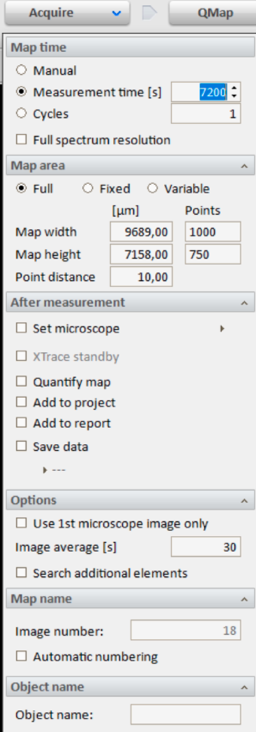 Acquire QMap
Map time
Manual
Measurement time [s] 7200
Cycles 1
Full spectrum resolution
Map area
Full Fixed Variable
[µm] Points
Map width 9689,00 1000
Map height 7158,00 750
Point distance 10,00
After measurement
Set microscope
XTrace standby
Quantify map
Add to project
Add to report
Save data
---
Options
Use 1st microscope image only
Image average [s] 30
Search additional elements
Map name
Image number: 18
Automatic numbering
Object name
Object name: